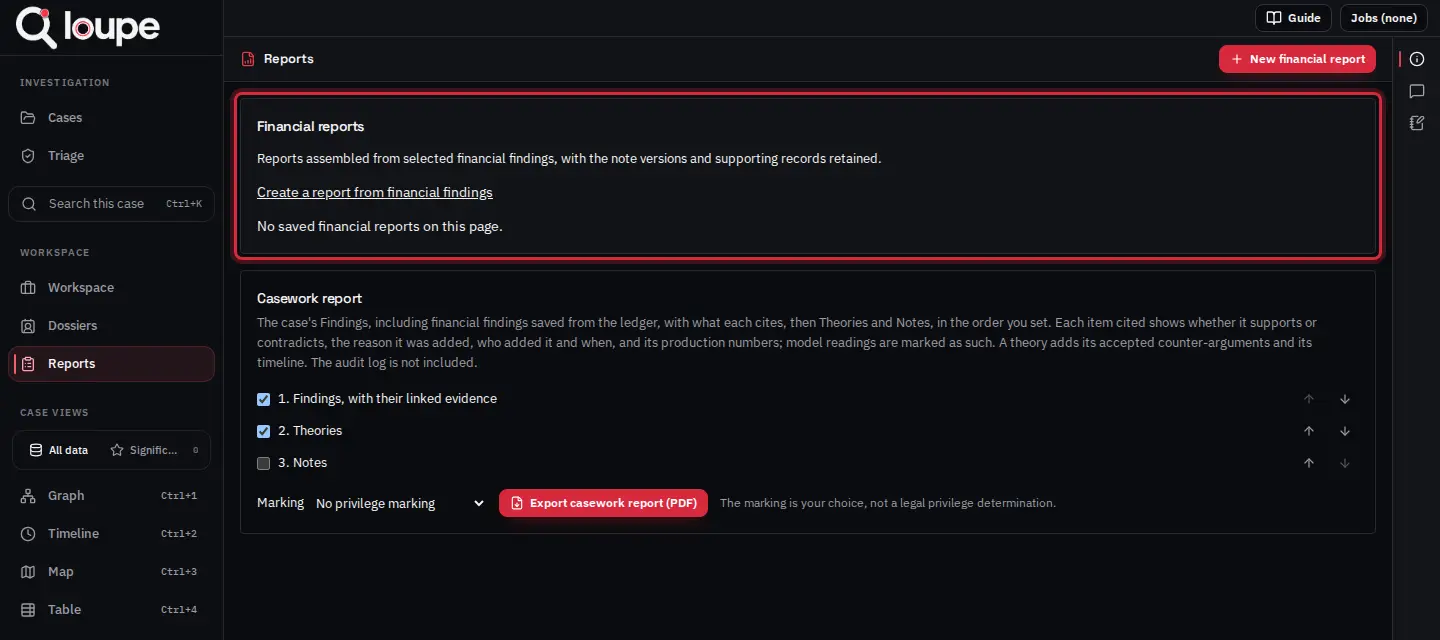 loupe
Guide
Jobs (none)
Reports
New financial report
INVESTIGATION
Cases
Triage
Search this case Ctrl+K
WORKSPACE
Workspace
Dossiers
Reports
CASE VIEWS
All data Signific... 0
Graph Ctrl+1
Timeline Ctrl+2
Map Ctrl+3
Table Ctrl+4
Financial reports
Reports assembled from selected financial findings, with the note versions and supporting records retained.
Create a report from financial findings
No saved financial reports on this page.
Casework report
The case's Findings, including financial findings saved from the ledger, with what each cites, then Theories and Notes, in the order you set. Each item cited shows whether it supports or
contradicts, the reason it was added, who added it and when, and its production numbers; model readings are marked as such. A theory adds its accepted counter-arguments and its
timeline. The audit log is not included.
1. Findings, with their linked evidence
2. Theories
3. Notes
Marking No privilege marking Export casework report (PDF) The marking is your choice, not a legal privilege determination.